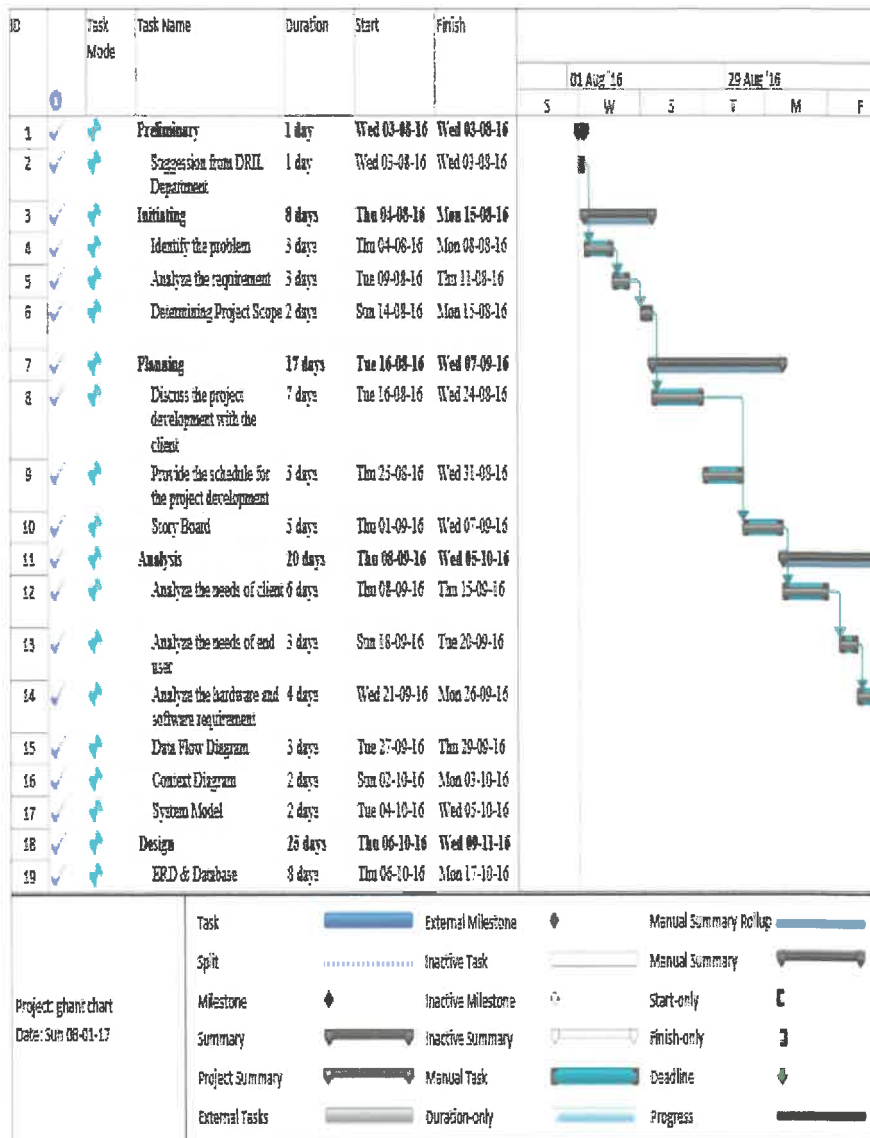 ID Task Task Name Duration Start Finish
Mode
01 Aug '16 29 Aug '16
S W S T M F
1 Preliminary 1 day Wed 03-08-16 Wed 03-08-16
2 Suggession from DRIL 1 day Wed 03-08-16 Wed 03-08-16
Department
3 Initiating 8 days Thu 04-08-16 Mon 15-08-16
4 Identify the problem 3 days Thu 04-08-16 Mon 08-08-16
5 Analyze the requirement 3 days Tue 09-08-16 Thu 11-08-16
6 Determining Project Scope 2 days Sun 14-08-16 Mon 15-08-16
7 Planning 17 days Tue 16-08-16 Wed 07-09-16
8 Discuss the project 7 days Tue 16-08-16 Wed 24-08-16
development with the
client
9 Provide the schedule for 5 days Thu 25-08-16 Wed 31-08-16
the project development
10 Story Board 5 days Thu 01-09-16 Wed 07-09-16
11 Analysis 20 days Thu 08-09-16 Wed 05-10-16
12 Analyze the needs of client 6 days Thu 08-09-16 Thu 15-09-16
13 Analyze the needs of end 3 days Sun 18-09-16 Tue 20-09-16
user
14 Analyze the hardware and 4 days Wed 21-09-16 Mon 26-09-16
software requirement
15 Data Flow Diagram 3 days Tue 27-09-16 Thu 29-09-16
16 Context Diagram 2 days Sun 02-10-16 Mon 03-10-16
17 System Model 2 days Tue 04-10-16 Wed 05-10-16
18 Design 25 days Thu 06-10-16 Wed 09-11-16
19 ERD & Database 8 days Thu 06-10-16 Mon 17-10-16
Project: ghant chart
Date: Sun 08-01-17
Task External Milestone Manual Summary Rollup
Split Inactive Task Manual Summary
Milestone Inactive Milestone Start-only
Summary Inactive Summary Finish-only
Project Summary Manual Task Deadline
External Tasks Duration-only Progress